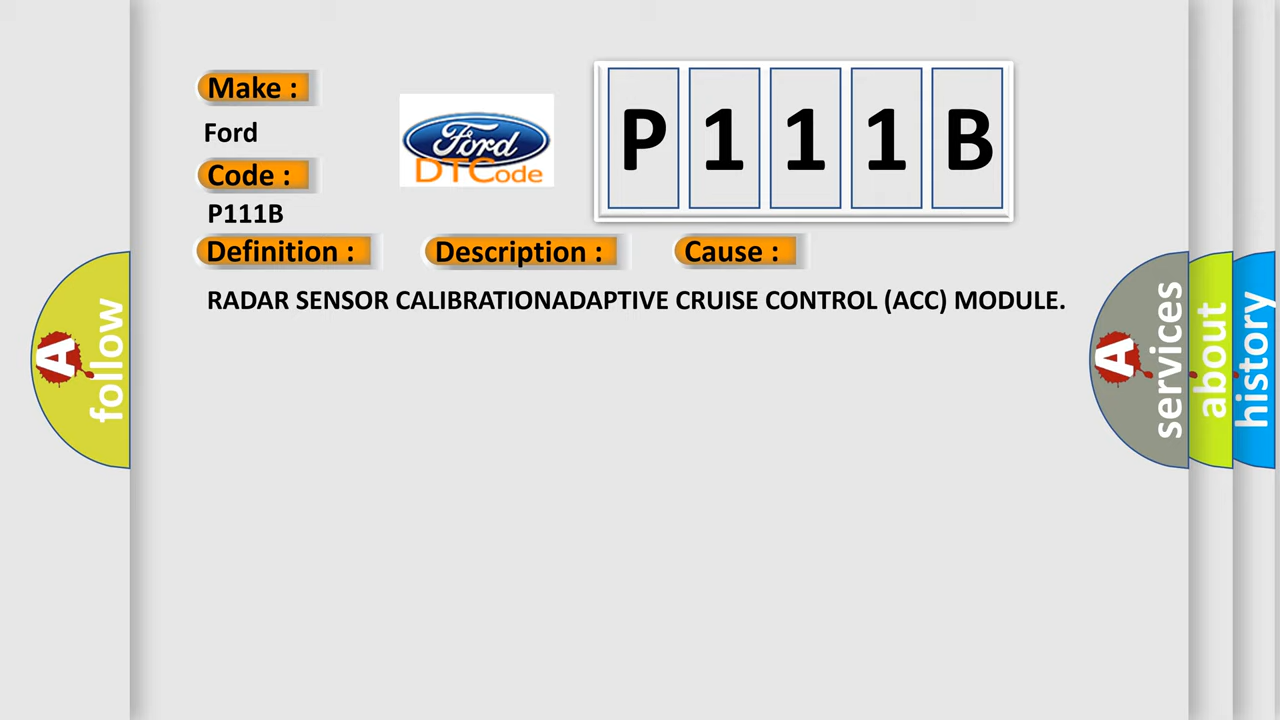 Make :
Ford
Code :
P111B
Ford
DTCode
P 1 1 1 B
Definition :
Description :
Cause :
RADAR SENSOR CALIBRATIONADAPTIVE CRUISE CONTROL (ACC) MODULE.
A follow
A services
about
history